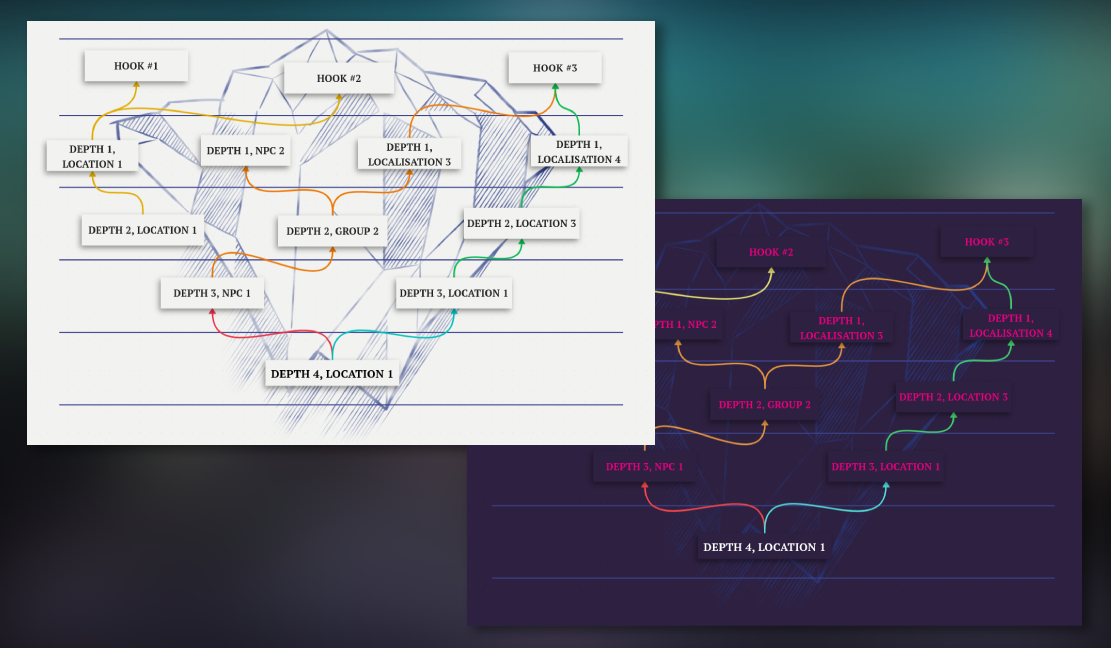 HOOK #1
HOOK #2
HOOK #3
DEPTH 1,
LOCATION 1
DEPTH 1, NPC 2
DEPTH 1,
LOCALISATION 3
DEPTH 1,
LOCALISATION 4
DEPTH 2, LOCATION 1
DEPTH 2, GROUP 2
DEPTH 2, LOCATION 3
DEPTH 3, NPC 1
DEPTH 3, LOCATION 1
DEPTH 4, LOCATION 1
HOOK #2
HOOK #3
PTH 1, NPC 2
DEPTH 1,
LOCALISATION 3
DEPTH 1,
LOCALISATION 4
DEPTH 2, GROUP 2
DEPTH 2, LOCATION 3
DEPTH 3, NPC 1
DEPTH 3, LOCATION 1
DEPTH 4, LOCATION 1